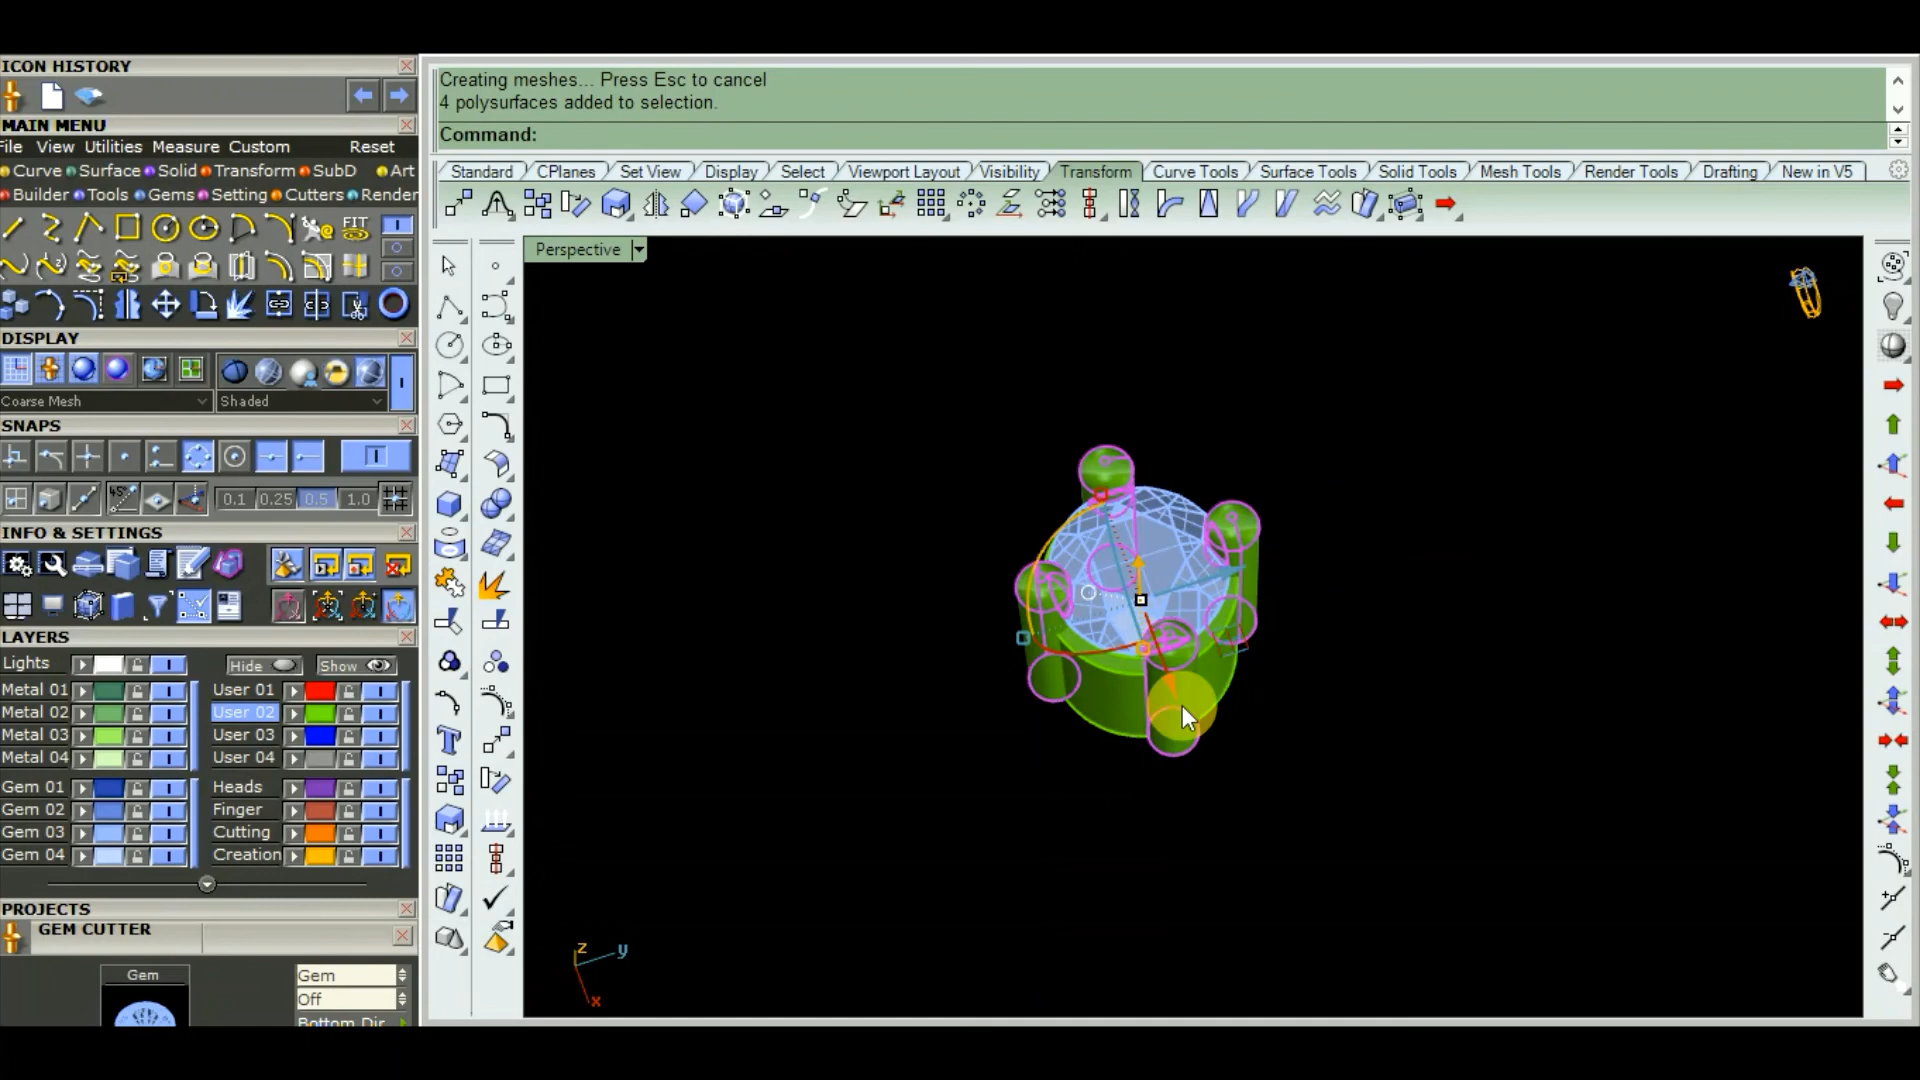 ICON HISTORY
MAIN MENU
File View Utilities Measure Custom Reset
Curve Surface Solid Transform SubD Art
Builder Tools Gems Setting Cutters Render
FIT
DISPLAY
Coarse Mesh
Shaded
SNAPS
45°
0.1 0.25 0.5 1.0
INFO & SETTINGS
LAYERS
Lights Hide Show
Metal 01 User 01
Metal 02 User 02
Metal 03 User 03
Metal 04 User 04
Gem 01 Heads
Gem 02 Finger
Gem 03 Cutting
Gem 04 Creation
PROJECTS
GEM CUTTER
Gem
Gem
Off
Bottom Dir
Creating meshes... Press Esc to cancel
4 polysurfaces added to selection.
Command:
Standard CPlanes Set View Display Select Viewport Layout Visibility Transform Curve Tools Surface Tools Solid Tools Mesh Tools Render Tools Drafting New in V5
Perspective
z
y
x